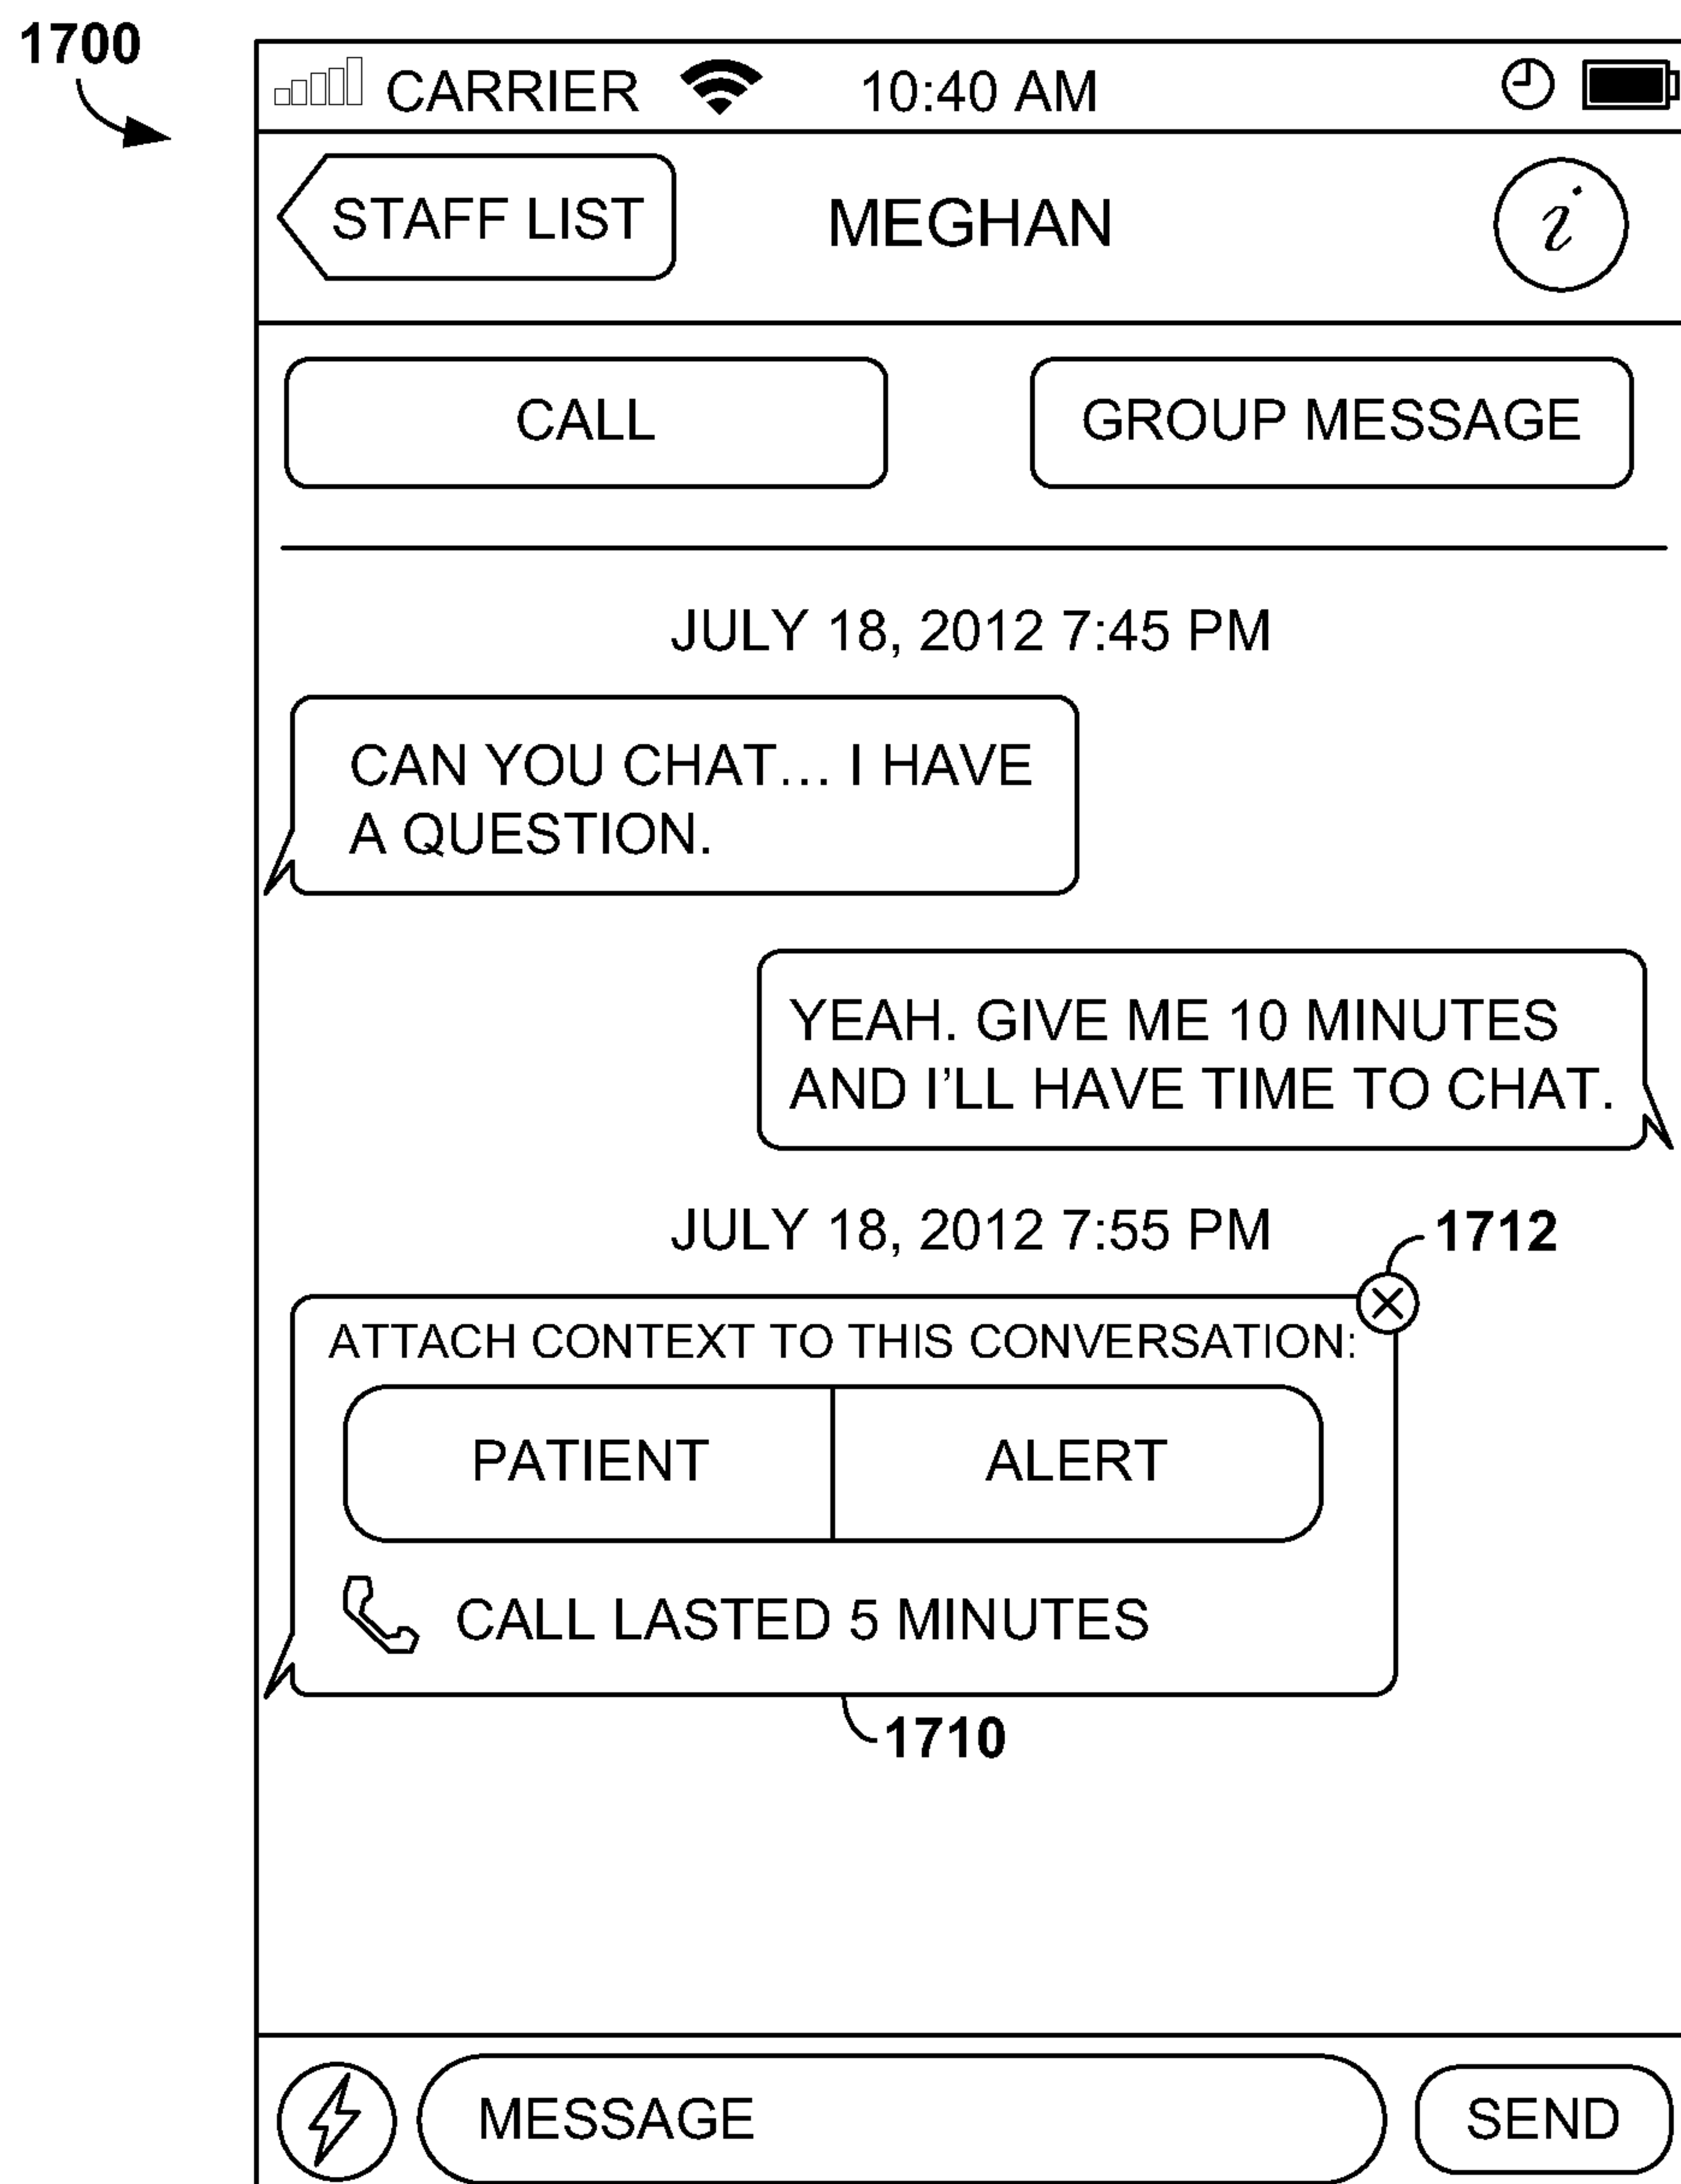 1700
CARRIER 10:40 AM
STAFF LIST MEGHAN i
CALL GROUP MESSAGE
JULY 18, 2012 7:45 PM
CAN YOU CHAT... I HAVE
A QUESTION.
YEAH. GIVE ME 10 MINUTES
AND I'LL HAVE TIME TO CHAT.
JULY 18, 2012 7:55 PM 1712
ATTACH CONTEXT TO THIS CONVERSATION:
PATIENT ALERT
CALL LASTED 5 MINUTES
1710
MESSAGE SEND